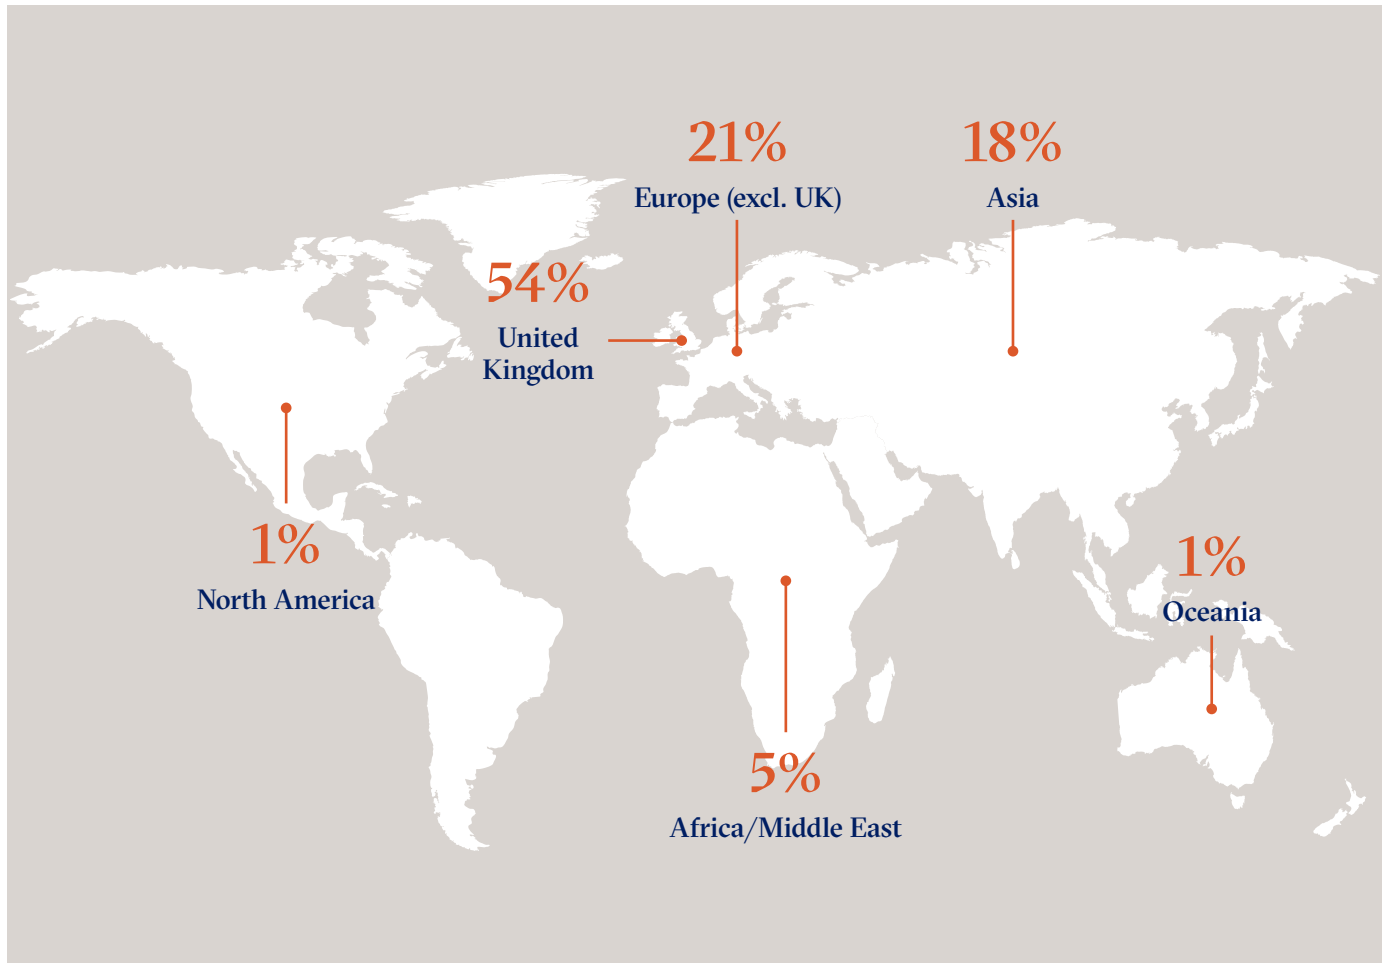 21%
Europe (excl. UK)
18%
Asia
54%
United
Kingdom
1%
North America
1%
Oceania
5%
Africa/Middle East